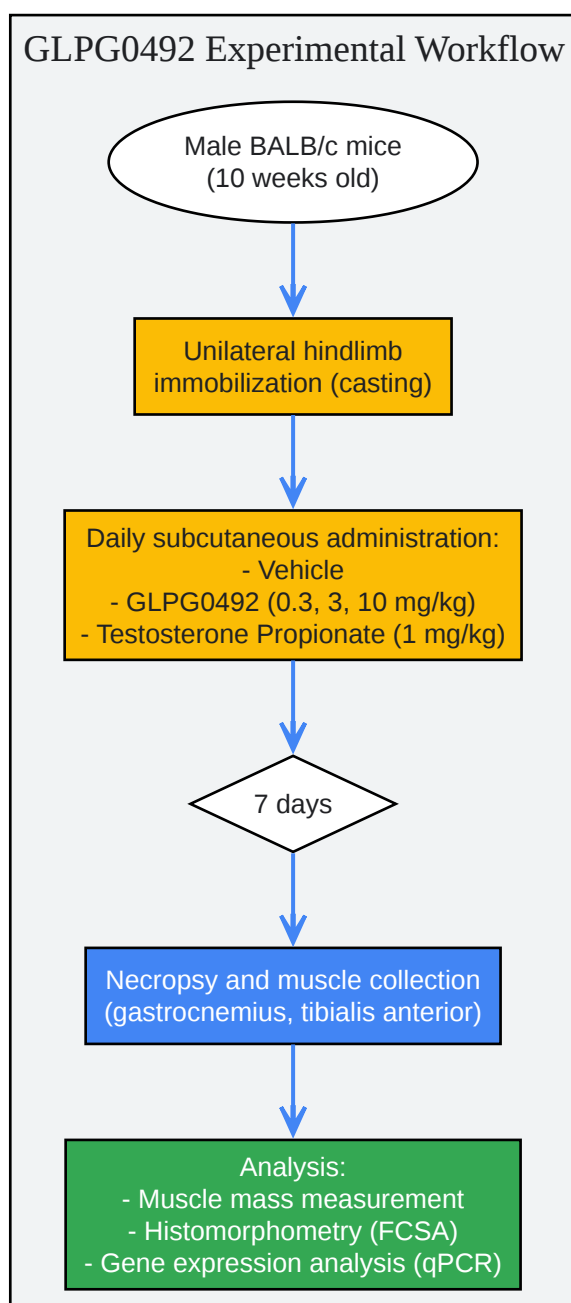 GLPG0492 Experimental Workflow
Male BALB/c mice
(10 weeks old)
Unilateral hindlimb
immobilization (casting)
Daily subcutaneous administration:
- Vehicle
- GLPG0492 (0.3, 3, 10 mg/kg)
- Testosterone Propionate (1 mg/kg)
7 days
Necropsy and muscle collection
(gastrocnemius, tibialis anterior)
Analysis:
- Muscle mass measurement
- Histomorphometry (FCSA)
- Gene expression analysis (qPCR)